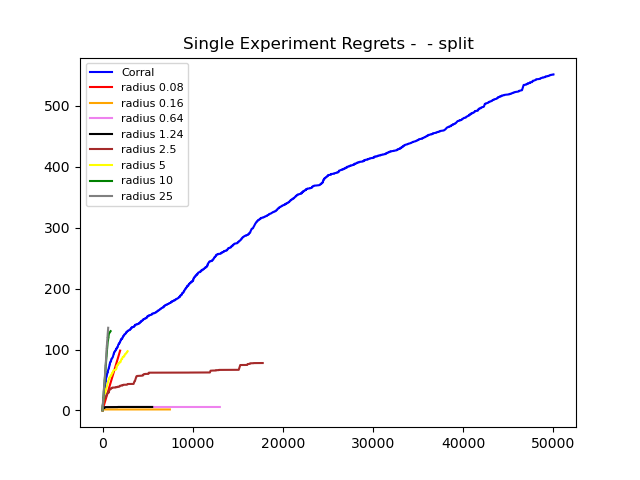 Single Experiment Regrets -  - split
Corral
radius 0.08
radius 0.16
radius 0.64
radius 1.24
radius 2.5
radius 5
radius 10
radius 25
500
400
300
200
100
0
0 10000 20000 30000 40000 50000